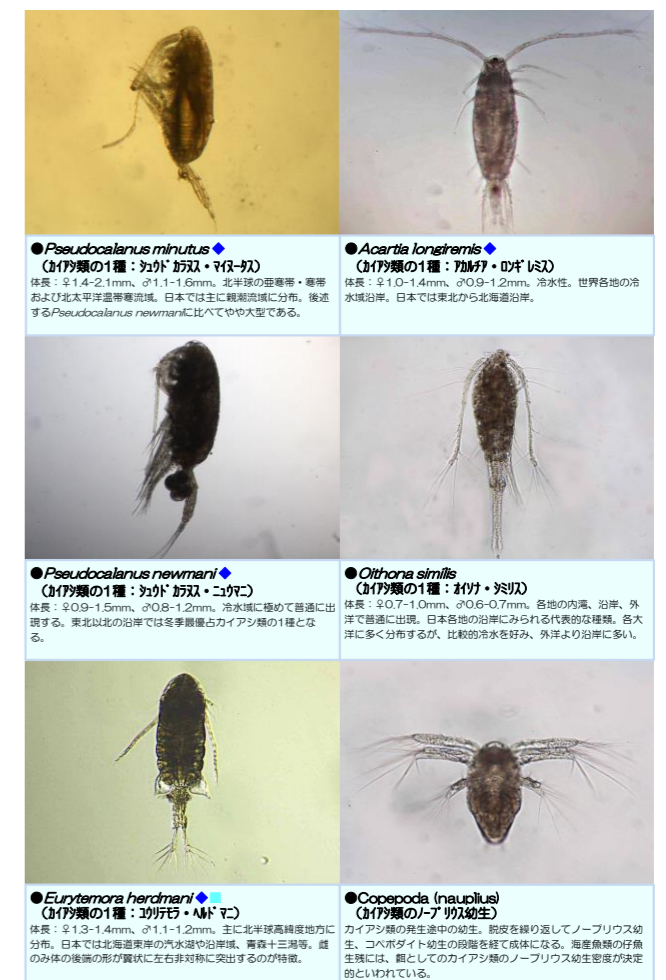 ●Pseudocalanus minutus ◆
（カイアシ類の1種：シュウドカラヌス・マイヌータス）
体長：♀1.4-2.1mm、♂1.1-1.6mm。北半球の亜寒帯・寒帯
および北太平洋温帯寒流域。日本では主に親潮流域に分布。後述
するPseudocalanus newmaniに比べてやや大型である。
●Acartia longiremis ◆
（カイアシ類の1種：アカルチア・ロンギレミス）
体長：♀1.0-1.4mm、♂0.9-1.2mm。冷水性。世界各地の冷
水域沿岸。日本では東北から北海道沿岸。
●Pseudocalanus newmani ◆
（カイアシ類の1種：シュウドカラヌス・ニュウマニ）
体長：♀0.9-1.5mm、♂0.8-1.2mm。冷水域に極めて普通に出
現する。東北以北の沿岸では冬季最優占カイアシ類の1種とな
る。
●Oithona similis
（カイアシ類の1種：オイソナ・シミリス）
体長：♀0.7-1.0mm、♂0.6-0.7mm。各地の内湾、沿岸、外
洋で普通に出現。日本各地の沿岸にみられる代表的な種類。各大
洋に多く分布するが、比較的冷水を好み、外洋より沿岸に多い。
●Eurytemora herdmani ◆■
（カイアシ類の1種：ユウリテモラ・ヘルドマニ）
体長：♀1.3-1.4mm、♂1.1-1.2mm。主に北半球高緯度地方に
分布。日本では北海道東岸の汽水湖や沿岸域、青森十三潟等。雌
のみ体の後端の形が翼状に左右非対称に突出するのが特徴。
●Copepoda (nauplius)
（カイアシ類のノープリウス幼生）
カイアシ類の発生途中の幼生。脱皮を繰り返してノープリウス幼
生、コペポダイト幼生の段階を経て成体になる。海産魚類の仔魚
生残には、餌としてのカイアシ類のノープリウス幼生密度が決定
的といわれている。